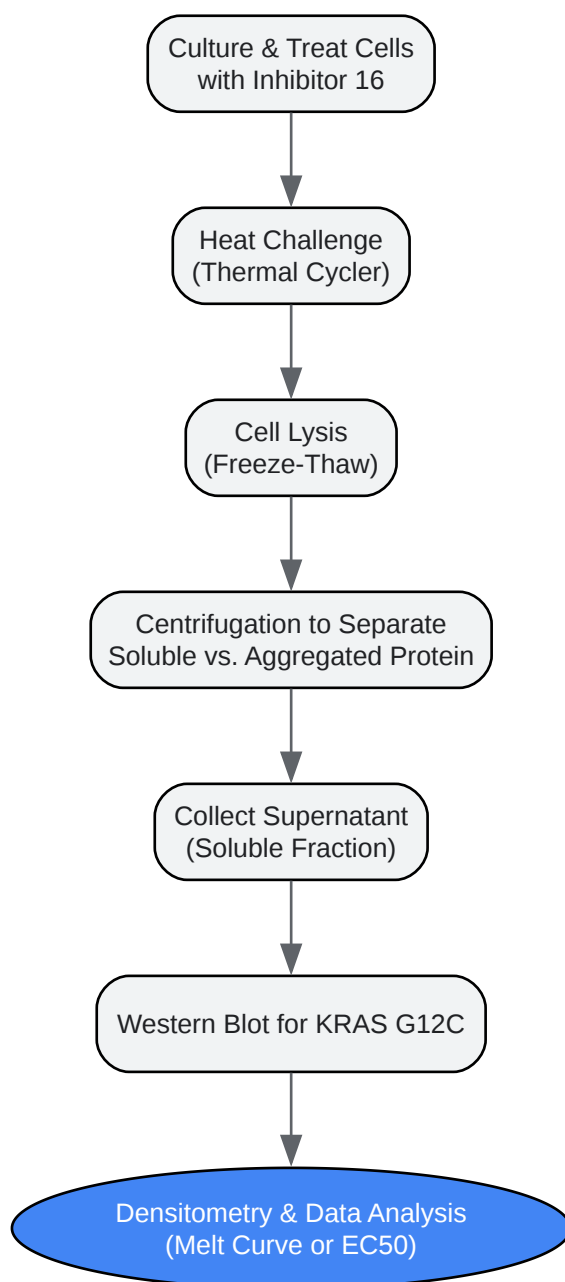 Culture & Treat Cells
with Inhibitor 16
Heat Challenge
(Thermal Cycler)
Cell Lysis
(Freeze-Thaw)
Centrifugation to Separate
Soluble vs. Aggregated Protein
Collect Supernatant
(Soluble Fraction)
Western Blot for KRAS G12C
Densitometry & Data Analysis
(Melt Curve or EC50)